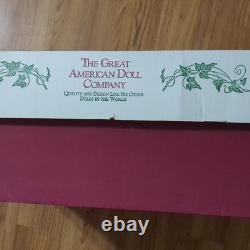 The Great
American Doll
Company
Quality and Design Like No Other
Dolls in the World
ebay